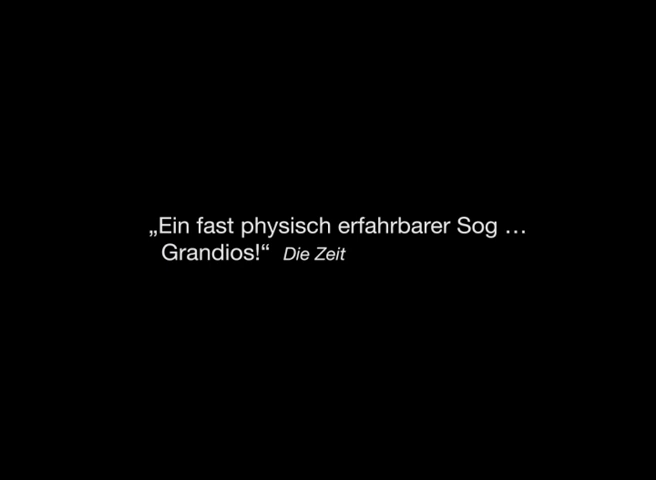 „Ein fast physisch erfahrbarer Sog …
Grandios!“ Die Zeit